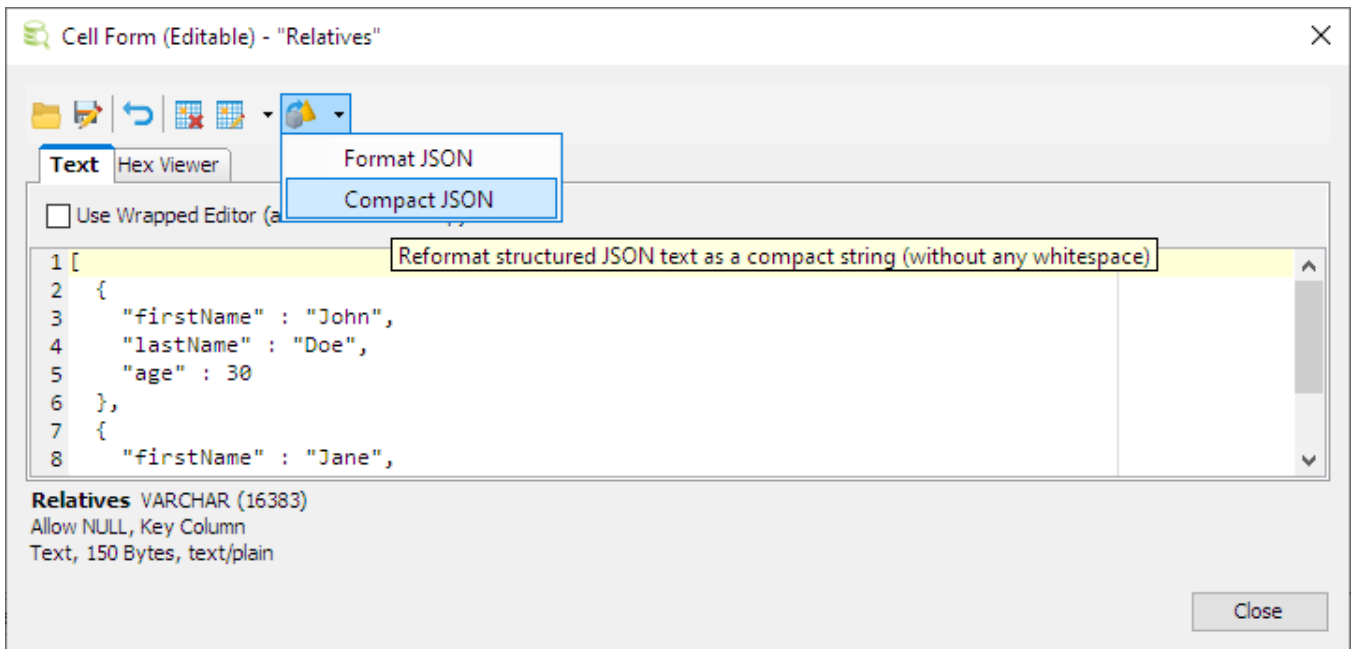 Cell Form (Editable) - "Relatives"
Format JSON
Compact JSON
Text Hex Viewer
Use Wrapped Editor (a
Reformat structured JSON text as a compact string (without any whitespace)
1 [
2 {
3 "firstName" : "John",
4 "lastName" : "Doe",
5 "age" : 30
6 },
7 {
8 "firstName" : "Jane",
Relatives VARCHAR (16383)
Allow NULL, Key Column
Text, 150 Bytes, text/plain
Close